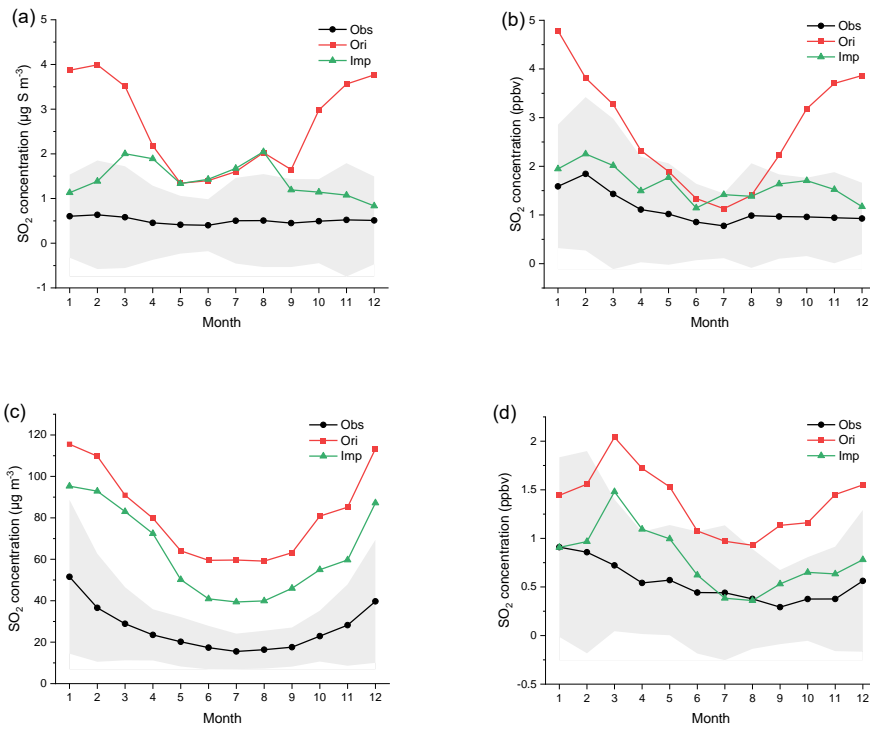 (a)
Obs
Ori
Imp
SO2 concentration (μg S m-3)
5
4
3
2
1
0
-1
1 2 3 4 5 6 7 8 9 10 11 12
Month
(b)
Obs
Ori
Imp
SO2 concentration (ppbv)
5
4
3
2
1
0
1 2 3 4 5 6 7 8 9 10 11 12
Month
(c)
Obs
Ori
Imp
SO2 concentration (μg m-3)
120
100
80
60
40
20
0
1 2 3 4 5 6 7 8 9 10 11 12
Month
(d)
Obs
Ori
Imp
SO2 concentration (ppbv)
2
1.5
1
0.5
0
-0.5
1 2 3 4 5 6 7 8 9 10 11 12
Month